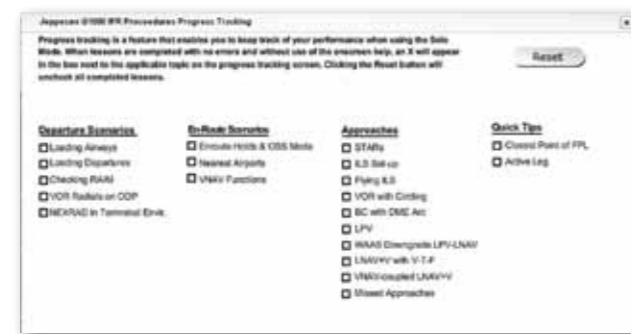 Jeppesen G1000 IFR Procedures Progress Tracking
Progress tracking is a feature that enables you to keep track of your performance when using the Solo
Mode. When lessons are completed with no errors and without use of the onscreen help, an X will appear
in the box next to the applicable topic on the progress tracking screen. Clicking the Reset button will
uncheck all completed lessons.
Reset
Departure Scenarios
Loading Airways
Loading Departures
Checking RAIM
VOR Radials on ODP
NEXRAD in Terminal Envir.
En-Route Scenarios
Enroute Holds & OBS Mode
Nearest Airports
VNAV Functions
Approaches
STARs
ILS Set-up
Flying ILS
VOR with Circling
BC with DME Arc
LPV
WAAS Downgrade LPV-LNAV
LNAV+V with V-T-F
VNAV-coupled LNAV+V
Missed Approaches
Quick Tips
Closest Point of FPL
Active Leg